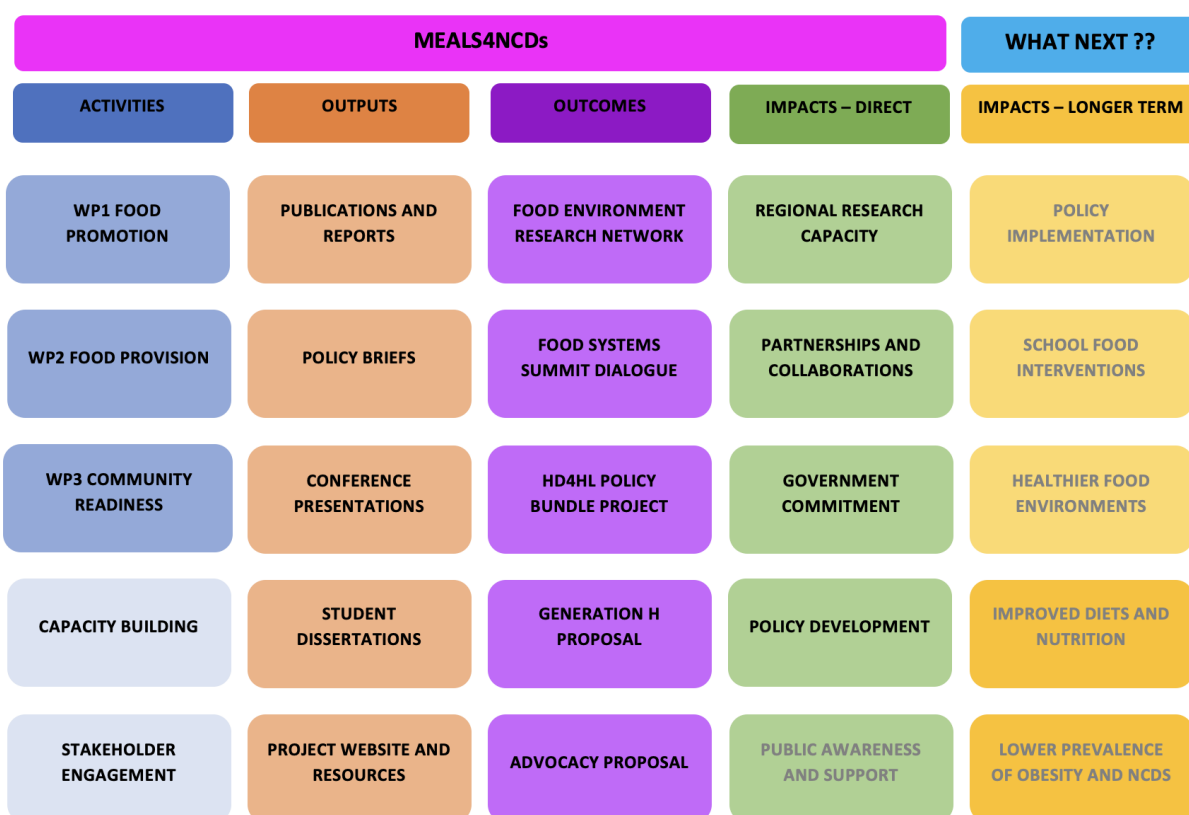 MEALS4NCDs
WHAT NEXT ??
ACTIVITIES
OUTPUTS
OUTCOMES
IMPACTS – DIRECT
IMPACTS – LONGER TERM
WP1 FOOD
PROMOTION
PUBLICATIONS AND
REPORTS
FOOD ENVIRONMENT
RESEARCH NETWORK
REGIONAL RESEARCH
CAPACITY
POLICY
IMPLEMENTATION
WP2 FOOD PROVISION
POLICY BRIEFS
FOOD SYSTEMS
SUMMIT DIALOGUE
PARTNERSHIPS AND
COLLABORATIONS
SCHOOL FOOD
INTERVENTIONS
WP3 COMMUNITY
READINESS
CONFERENCE
PRESENTATIONS
HD4HL POLICY
BUNDLE PROJECT
GOVERNMENT
COMMITMENT
HEALTHIER FOOD
ENVIRONMENTS
CAPACITY BUILDING
STUDENT
DISSERTATIONS
GENERATION H
PROPOSAL
POLICY DEVELOPMENT
IMPROVED DIETS AND
NUTRITION
STAKEHOLDER
ENGAGEMENT
PROJECT WEBSITE AND
RESOURCES
ADVOCACY PROPOSAL
PUBLIC AWARENESS
AND SUPPORT
LOWER PREVALENCE
OF OBESITY AND NCDS